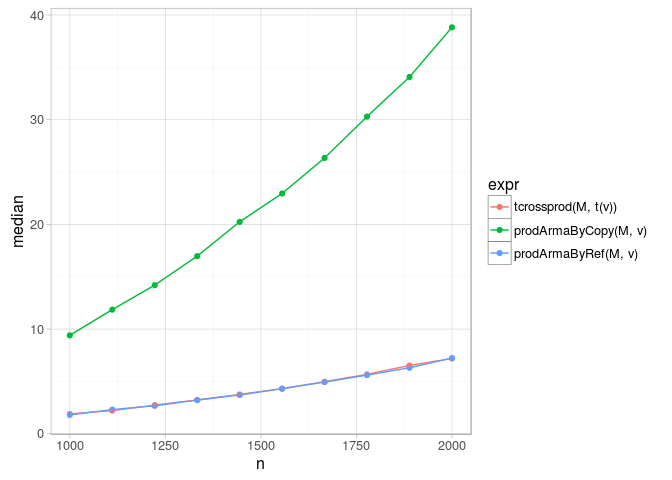 40
30
20
10
0
median
1000
1250
1500
1750
2000
n
expr
tcrossprod(M, t(v))
prodArmaByCopy(M, v)
prodArmaByRef(M, v)